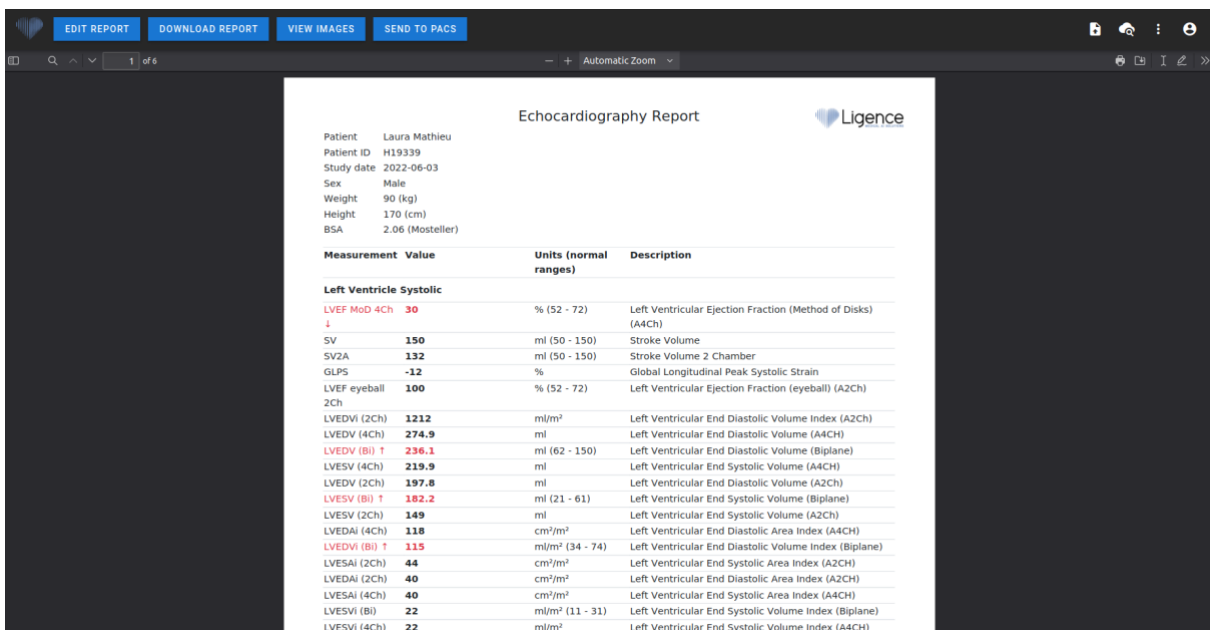 EDIT REPORT DOWNLOAD REPORT VIEW IMAGES SEND TO PACS
1 of 6 Automatic Zoom
Echocardiography Report
Ligence
Patient Laura Mathieu
Patient ID H19339
Study date 2022-06-03
Sex Male
Weight 90 (kg)
Height 170 (cm)
BSA 2.06 (Mosteller)
Measurement Value Units (normal Description
ranges)
Left Ventricle Systolic
LVEF MoD 4Ch 30 % (52 - 72) Left Ventricular Ejection Fraction (Method of Disks)
↓ (A4Ch)
SV 150 ml (50 - 150) Stroke Volume
SV2A 132 ml (50 - 150) Stroke Volume 2 Chamber
GLPS -12 % Global Longitudinal Peak Systolic Strain
LVEF eyeball 100 % (52 - 72) Left Ventricular Ejection Fraction (eyeball) (A2Ch)
2Ch
LVEDVi (2Ch) 1212 ml/m² Left Ventricular End Diastolic Volume Index (A2Ch)
LVEDV (4Ch) 274.9 ml Left Ventricular End Diastolic Volume (A4CH)
LVEDV (Bi) ↑ 236.1 ml (62 - 150) Left Ventricular End Diastolic Volume (Biplane)
LVESV (4Ch) 219.9 ml Left Ventricular End Systolic Volume (A4CH)
LVEDV (2Ch) 197.8 ml Left Ventricular End Diastolic Volume (A2Ch)
LVESV (Bi) ↑ 182.2 ml (21 - 61) Left Ventricular End Systolic Volume (Biplane)
LVESV (2Ch) 149 ml Left Ventricular End Systolic Volume (A2Ch)
LVEDAi (4Ch) 118 cm²/m² Left Ventricular End Diastolic Area Index (A4CH)
LVEDVi (Bi) ↑ 115 ml/m² (34 - 74) Left Ventricular End Diastolic Volume Index (Biplane)
LVESAi (2Ch) 44 cm²/m² Left Ventricular End Systolic Area Index (A2CH)
LVEDAi (2Ch) 40 cm²/m² Left Ventricular End Diastolic Area Index (A2CH)
LVESAi (4Ch) 40 cm²/m² Left Ventricular End Systolic Area Index (A4CH)
LVESVi (Bi) 22 ml/m² (11 - 31) Left Ventricular End Systolic Volume Index (Biplane)
LVESVi (4Ch) 22 ml/m² Left Ventricular End Systolic Volume Index (A4CH)